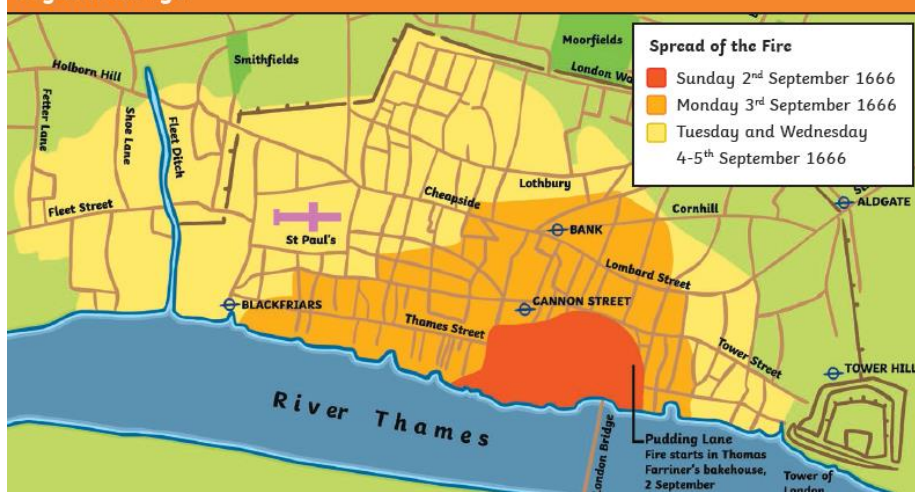 Spread of the Fire
Sunday 2nd September 1666
Monday 3rd September 1666
Tuesday and Wednesday
4-5th September 1666
Moorfields
Smithfields
London
Holborn Hill
Fetter Lane
Shoe Lane
Fleet Ditch
Fleet Street
Cheapside
Lothbury
Cornhill
ALDGATE
St Paul's
BANK
Lombard Street
BLACKFRIARS
CANNON STREET
Thames Street
Tower Street
TOWER HILL
River Thames
London Bridge
Pudding Lane
Fire starts in Thomas
Farriner's bakehouse,
2 September
Tower of
London